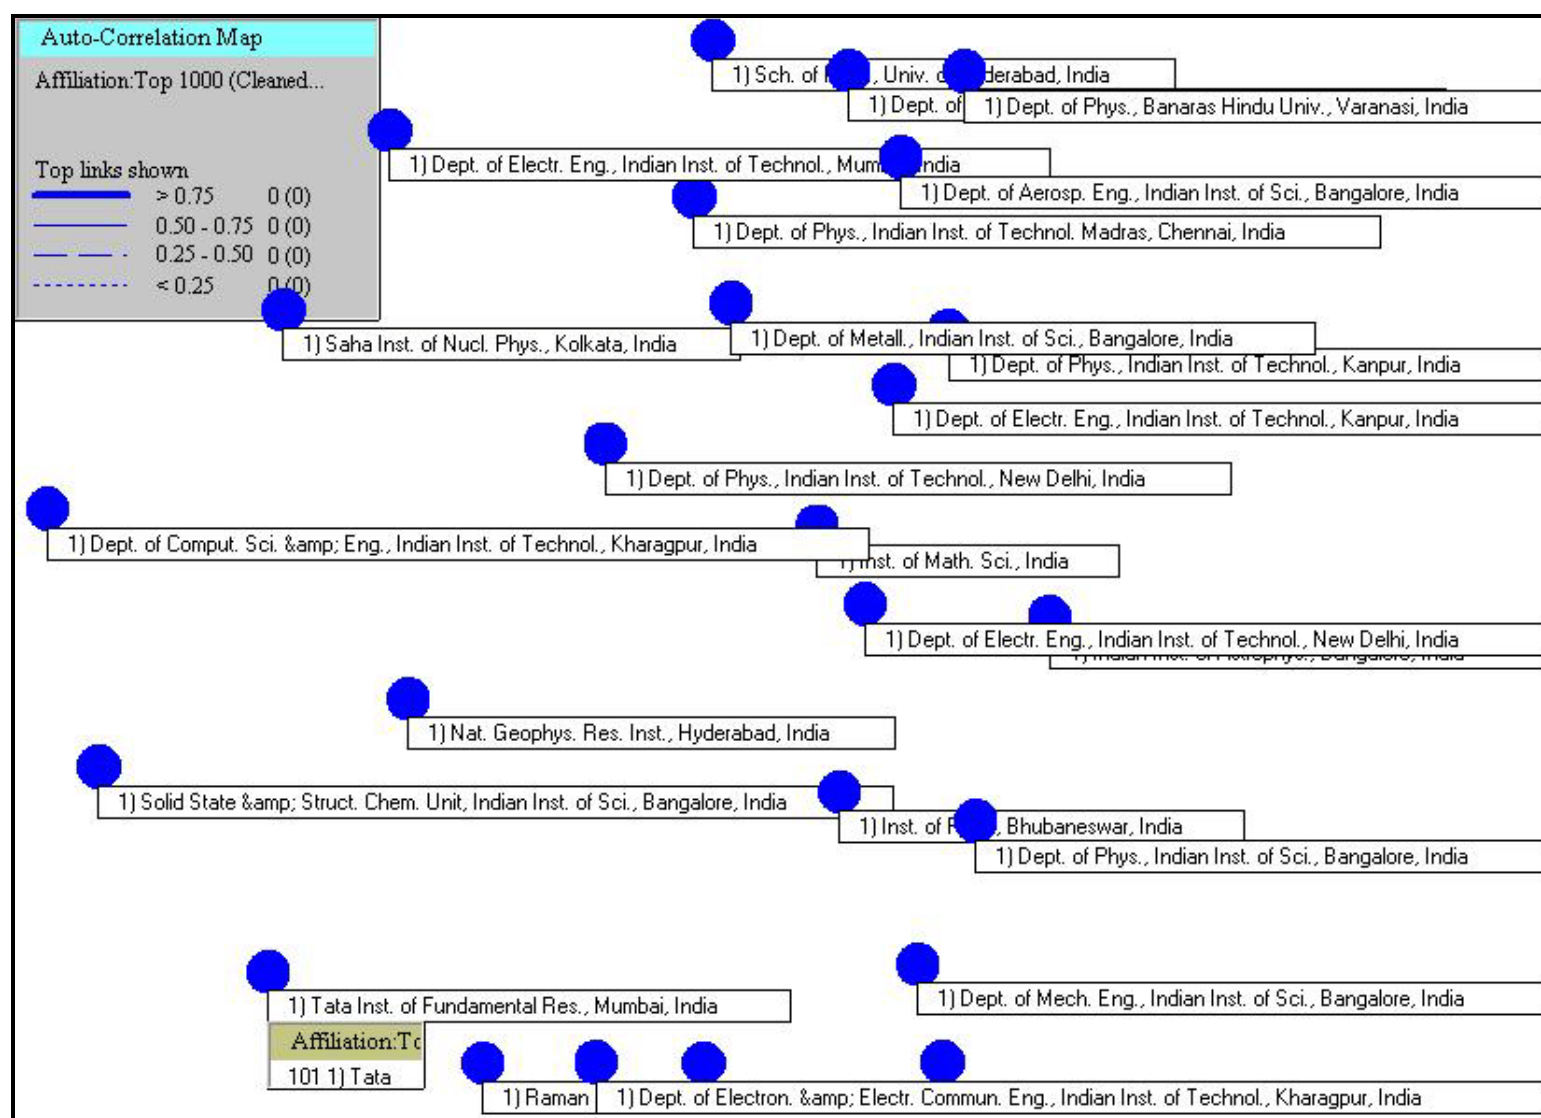 Auto-Correlation Map
Affiliation:Top 1000 (Cleaned...
Top links shown
> 0.75 0 (0)
0.50 - 0.75 0 (0)
0.25 - 0.50 0 (0)
< 0.25 0 (0)
1) Sch. of , Univ. of India
1) Dept. of
1) Dept. of Phys., Banaras Hindu Univ., Varanasi, India
1) Dept. of Electr. Eng., Indian Inst. of Technol., India
1) Dept. of Aerosp. Eng., Indian Inst. of Sci., Bangalore, India
1) Dept. of Phys., Indian Inst. of Technol. Madras, Chennai, India
1) Saha Inst. of Nucl. Phys., Kolkata, India
1) Dept. of Metall., Indian Inst. of Sci., Bangalore, India
1) Dept. of Phys., Indian Inst. of Technol., Kanpur, India
1) Dept. of Electr. Eng., Indian Inst. of Technol., Kanpur, India
1) Dept. of Phys., Indian Inst. of Technol., New Delhi, India
1) Dept. of Comput. Sci. &amp; Eng., Indian Inst. of Technol., Kharagpur, India
1) Inst. of Math. Sci., India
1) Dept. of Electr. Eng., Indian Inst. of Technol., New Delhi, India
1) Indian Inst. of Astrophys., Bangalore, India
1) Nat. Geophys. Res. Inst., Hyderabad, India
1) Solid State &amp; Struct. Chem. Unit, Indian Inst. of Sci., Bangalore, India
1) Inst. of , Bhubaneswar, India
1) Dept. of Phys., Indian Inst. of Sci., Bangalore, India
1) Tata Inst. of Fundamental Res., Mumbai, India
1) Dept. of Mech. Eng., Indian Inst. of Sci., Bangalore, India
Affiliation:To
101 1) Tata
1) Raman
1) Dept. of Electron. &amp; Electr. Commun. Eng., Indian Inst. of Technol., Kharagpur, India